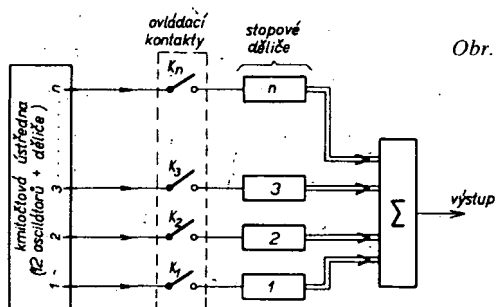 ovládací
kontakty
stopové
děliče
Obr.
kmitočtová ústředna
(12 oscilátorů + děliče)
n
Kn
n
3
K3
3
2
K2
2
1
K1
1
Σ
výstup